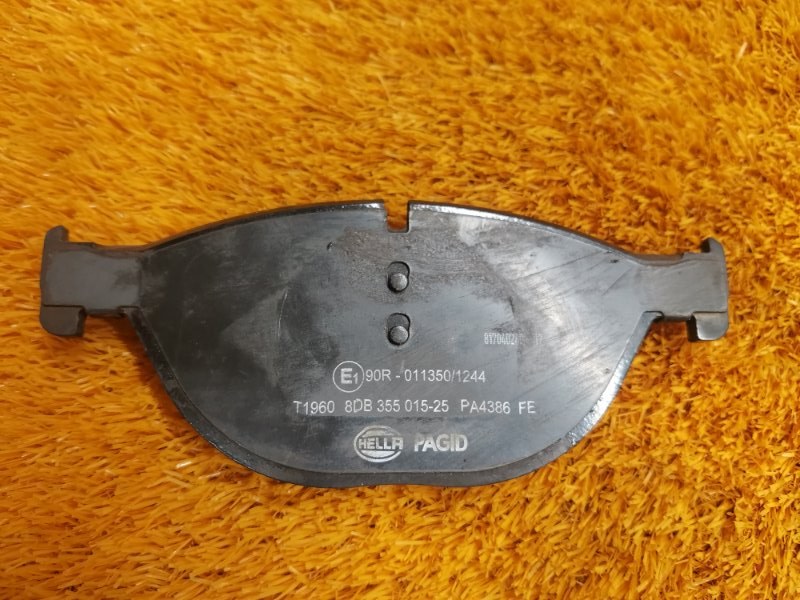 E1 90R - 011350/1244
T1960 8DB 355 015-25 PA4386 FE
HELLA PAGID